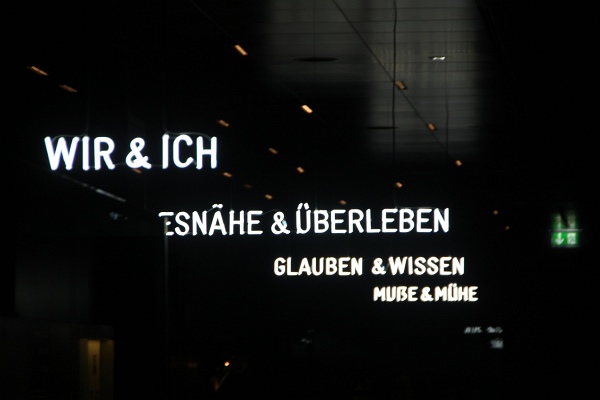 WIR & ICH
ESNÄHE & ÜBERLEBEN
GLAUBEN & WISSEN
MUßE & MÜHE